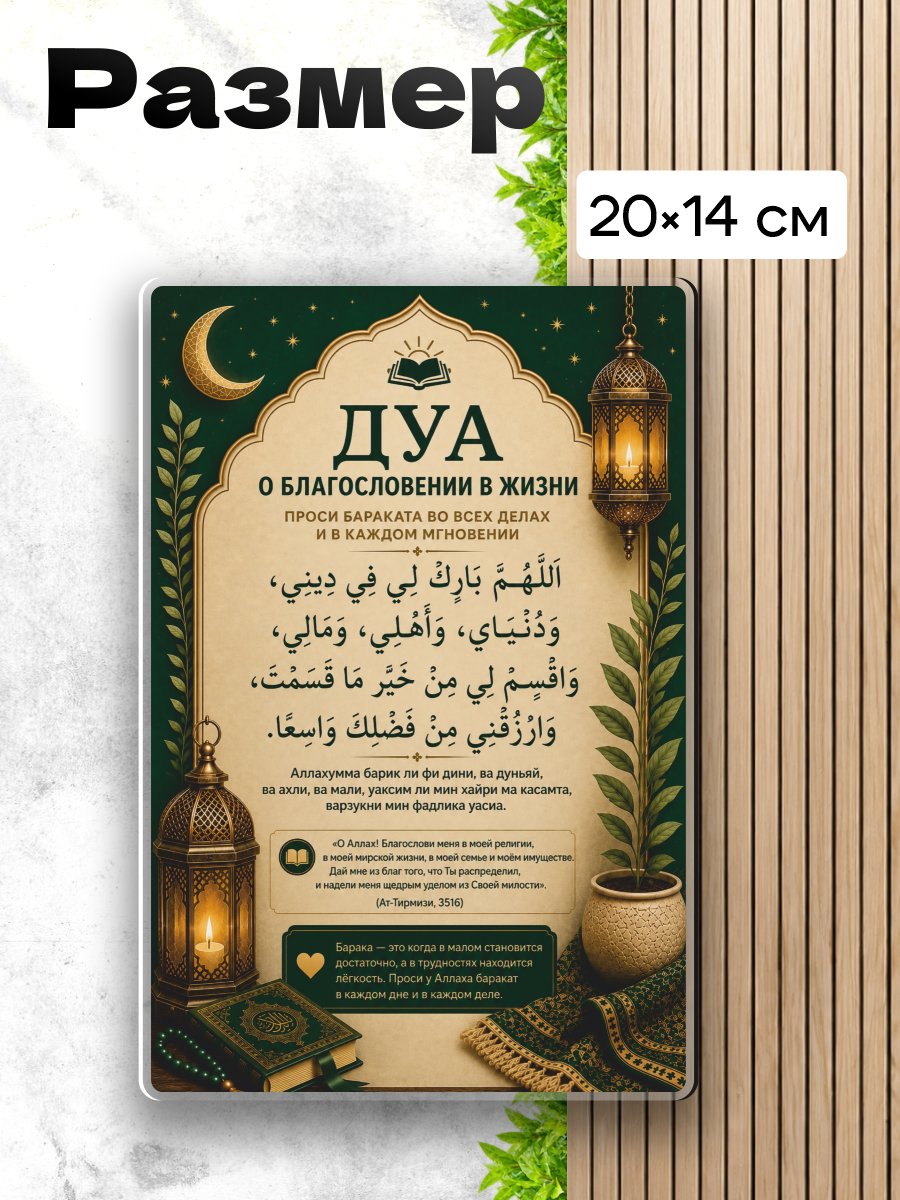 Размер
20×14 см
ДУА
О БЛАГОСЛОВЕНИИ В ЖИЗНИ
ПРОСИ БАРАКАТА ВО ВСЕХ ДЕЛАХ
И В КАЖДОМ МГНОВЕНИИ
اَللَّهُمَّ بَارِكْ لِي فِي دِينِي،
وَدُنْيَاي، وَأَهْلِي، وَمَالِي،
وَاقْسِمْ لِي مِنْ خَيَّر مَا قَسَمْتَ،
وَارْزُقْنِي مِنْ فَضْلِكَ وَاسِعًا.
Аллахумма барик ли фи дини, ва дуньяй,
ва ахли, ва мали, уаксим ли мин хайри ма касамта,
варзукни мин фадлика уасиа.
«О Аллах! Благослови меня в моей религии,
в моей мирской жизни, в моей семье и моём имуществе.
Дай мне из благ того, что Ты распределил,
и надели меня щедрым уделом из Своей милости».
(Ат-Тирмизи, 3516)
Барака — это когда в малом становится
достаточно, а в трудностях находится
лёгкость. Проси у Аллаха баракат
в каждом дне и в каждом деле.